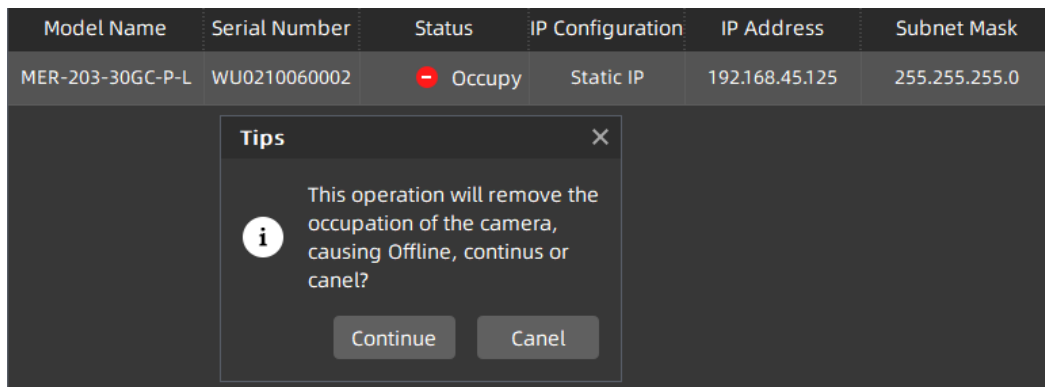 Model Name Serial Number Status IP Configuration IP Address Subnet Mask
MER-203-30GC-P-L WU0210060002 Occupy Static IP 192.168.45.125 255.255.255.0
Tips
This operation will remove the
occupation of the camera,
causing Offline, continus or
canel?
Continue Canel